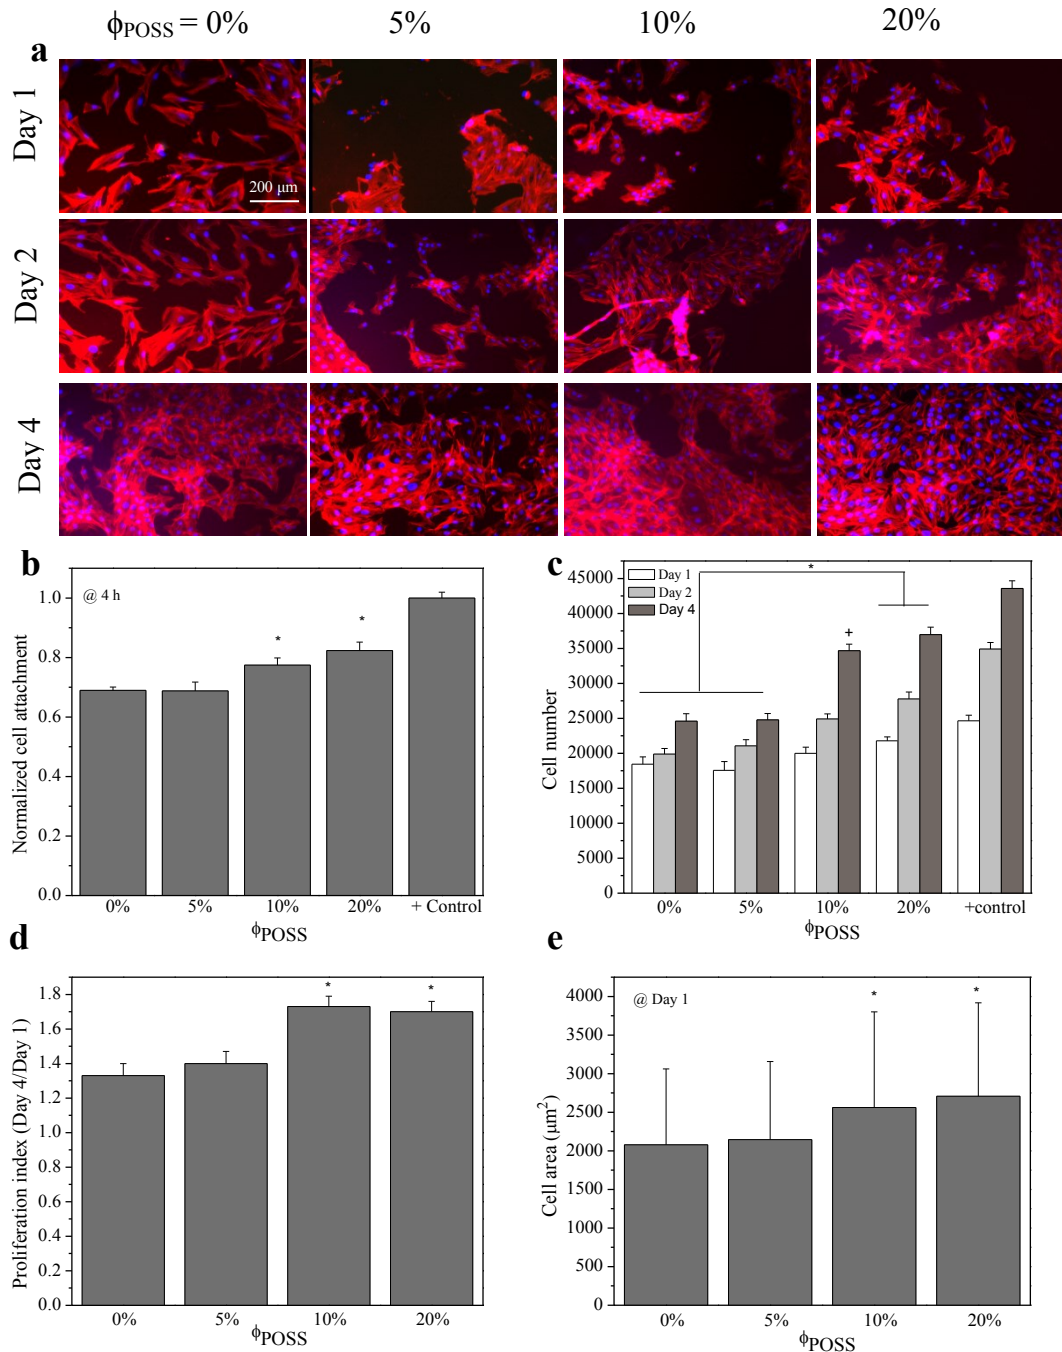 ϕPOSS = 0% 5% 10% 20%
a
Day 1
200 μm
Day 2
Day 4
b
@ 4 h
Normalized cell attachment
1.0
0.8
0.6
0.4
0.2
0.0
* *
0% 5% 10% 20% + Control
ϕPOSS
c
Day 1
Day 2
Day 4
*
+
Cell number
45000
40000
35000
30000
25000
20000
15000
10000
5000
0
0% 5% 10% 20% +control
ϕPOSS
d
Proliferation index (Day 4/Day 1)
1.8
1.6
1.4
1.2
1.0
0.8
0.6
0.4
0.2
0.0
* *
0% 5% 10% 20%
ϕPOSS
e
@ Day 1
Cell area (μm²)
4000
3500
3000
2500
2000
1500
1000
500
0
* *
0% 5% 10% 20%
ϕPOSS